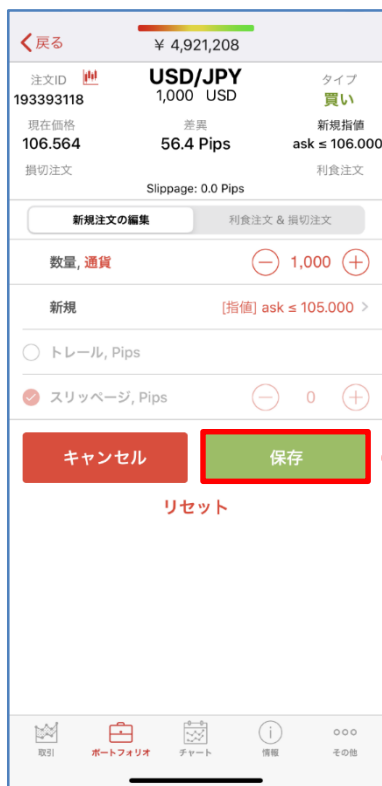 戻る
¥ 4,921,208
注文ID USD/JPY タイプ
193393118 1,000 USD 買い
現在価格 差異 新規指値
106.564 56.4 Pips ask ≤ 106.000
損切注文 利食注文
Slippage: 0.0 Pips
新規注文の編集 利食注文 & 損切注文
数量, 通貨 1,000
新規 [指値] ask ≤ 105.000
トレール, Pips
スリッページ, Pips 0
キャンセル 保存
リセット
取引 ポートフォリオ チャート 情報 その他